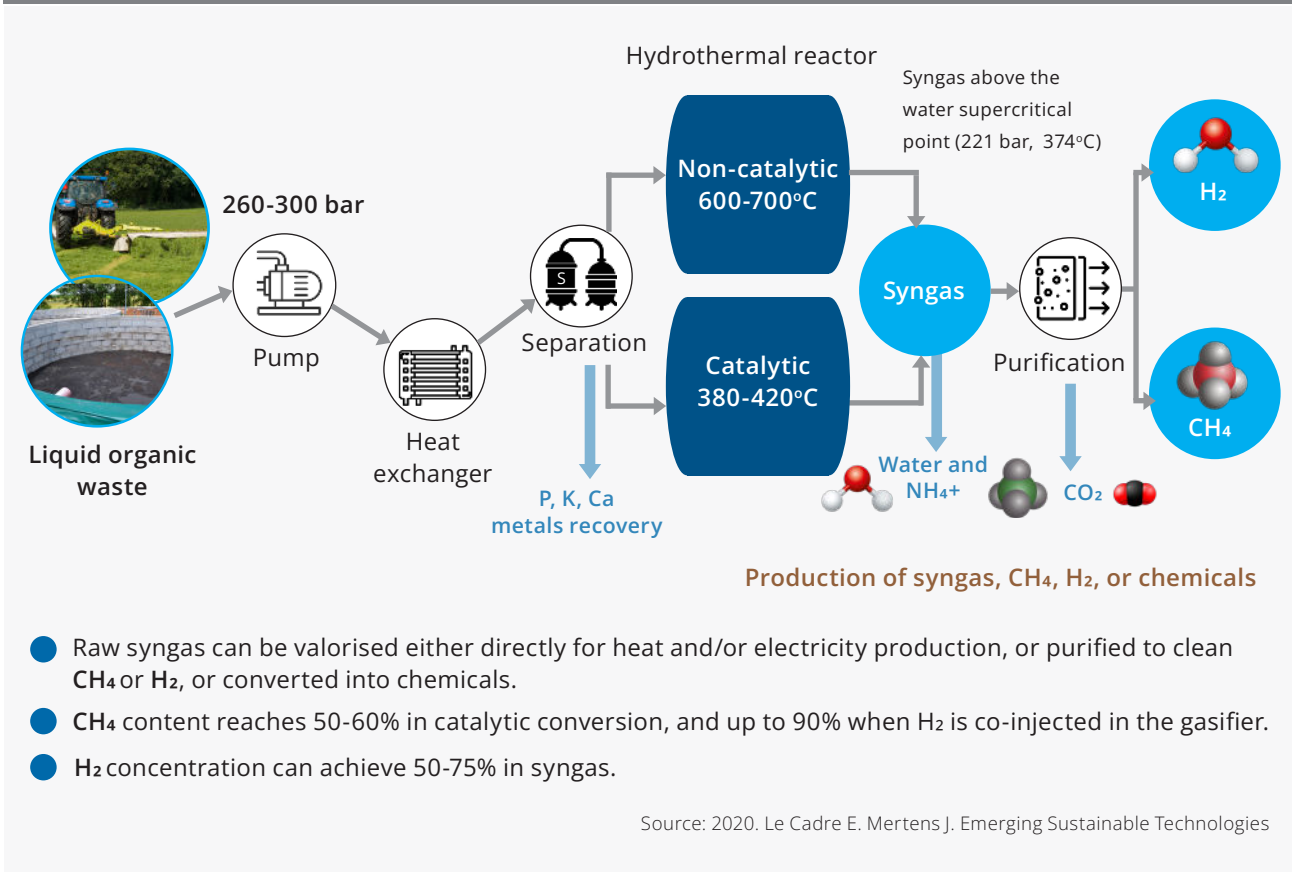 Hydrothermal reactor
Syngas above the
water supercritical
point (221 bar, 374ºC)
260-300 bar
Non-catalytic
600-700ºC
H₂
S
Syngas
Pump
Separation
Purification
Catalytic
380-420ºC
Heat
exchanger
CH₄
Liquid organic
waste
P, K, Ca
metals recovery
Water and
NH₄+
CO₂
Production of syngas, CH₄, H₂, or chemicals
Raw syngas can be valorised either directly for heat and/or electricity production, or purified to clean
CH₄ or H₂, or converted into chemicals.
CH₄ content reaches 50-60% in catalytic conversion, and up to 90% when H₂ is co-injected in the gasifier.
H₂ concentration can achieve 50-75% in syngas.
Source: 2020. Le Cadre E. Mertens J. Emerging Sustainable Technologies